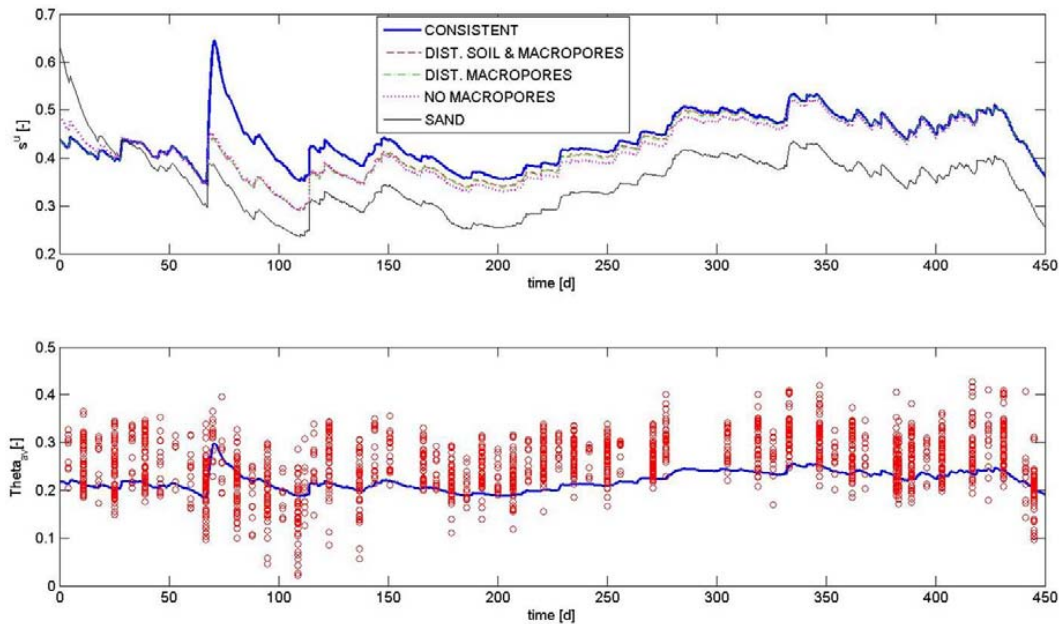 0.7
0.6
0.5
0.4
0.3
0.2
s^u [-]
CONSISTENT
DIST. SOIL & MACROPORES
DIST. MACROPORES
NO MACROPORES
SAND
0 50 100 150 200 250 300 350 400 450
time [d]
0.5
0.4
0.3
0.2
0.1
0
Theta_av[-]
0 50 100 150 200 250 300 350 400 450
time [d]